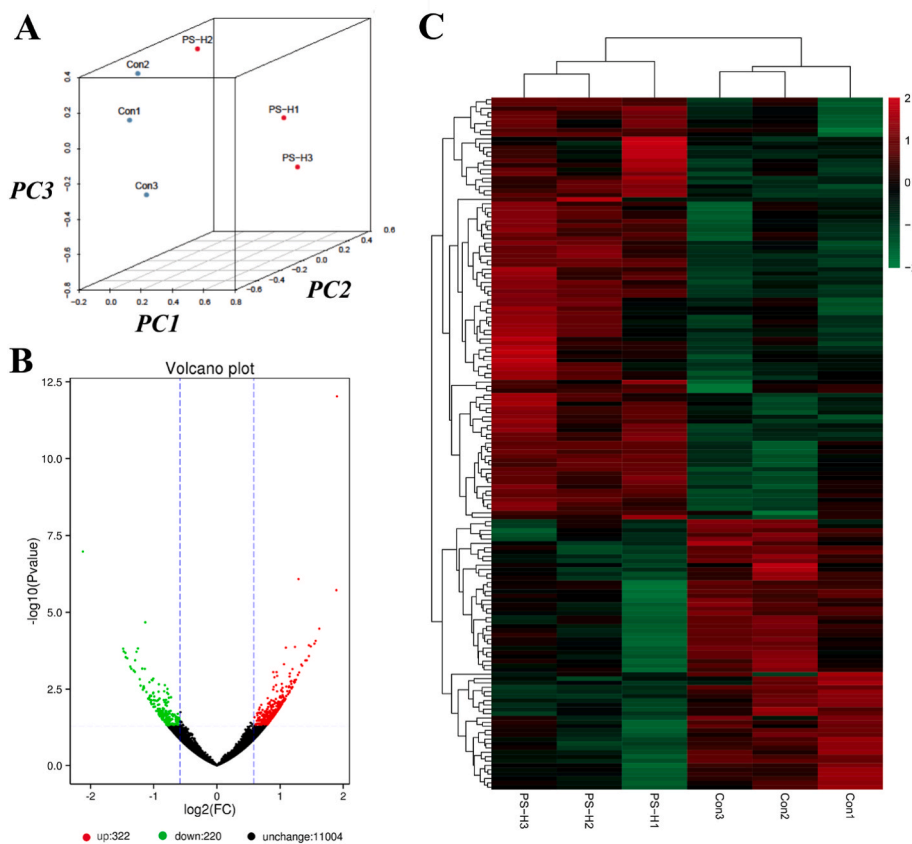 A
PS-H2
Con2
Con1
PS-H1
PS-H3
Con3
0.4
0.2
0.0
-0.2
-0.4
-0.6
-0.8
PC3
-0.2 0.0 0.2 0.4 0.6 0.8
PC1
-0.6
-0.4
-0.2
0.0
0.2
0.4
0.6
PC2
B
Volcano plot
12.5
10.0
7.5
5.0
2.5
0.0
-log10(Pvalue)
-2 -1 0 1 2
log2(FC)
up:322 down:220 unchange:11004
C
2
1
0
-1
PS-H3
PS-H2
PS-H1
Con3
Con2
Con1